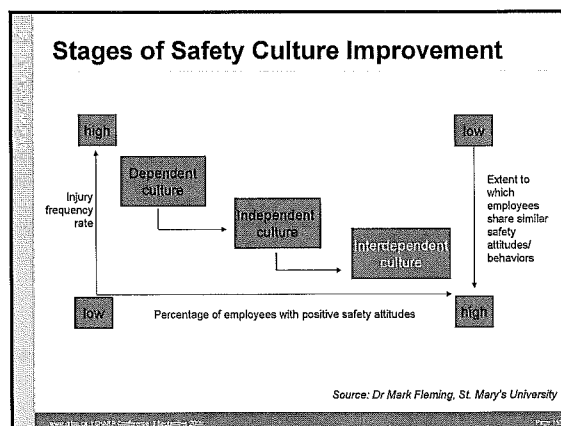 Stages of Safety Culture Improvement
high
low
Dependent
culture
Injury
frequency
rate
Extent to
which
employees
share similar
safety
attitudes/
behaviors
Independent
culture
Interdependent
culture
low
Percentage of employees with positive safety attitudes
high
Source: Dr Mark Fleming, St. Mary's University